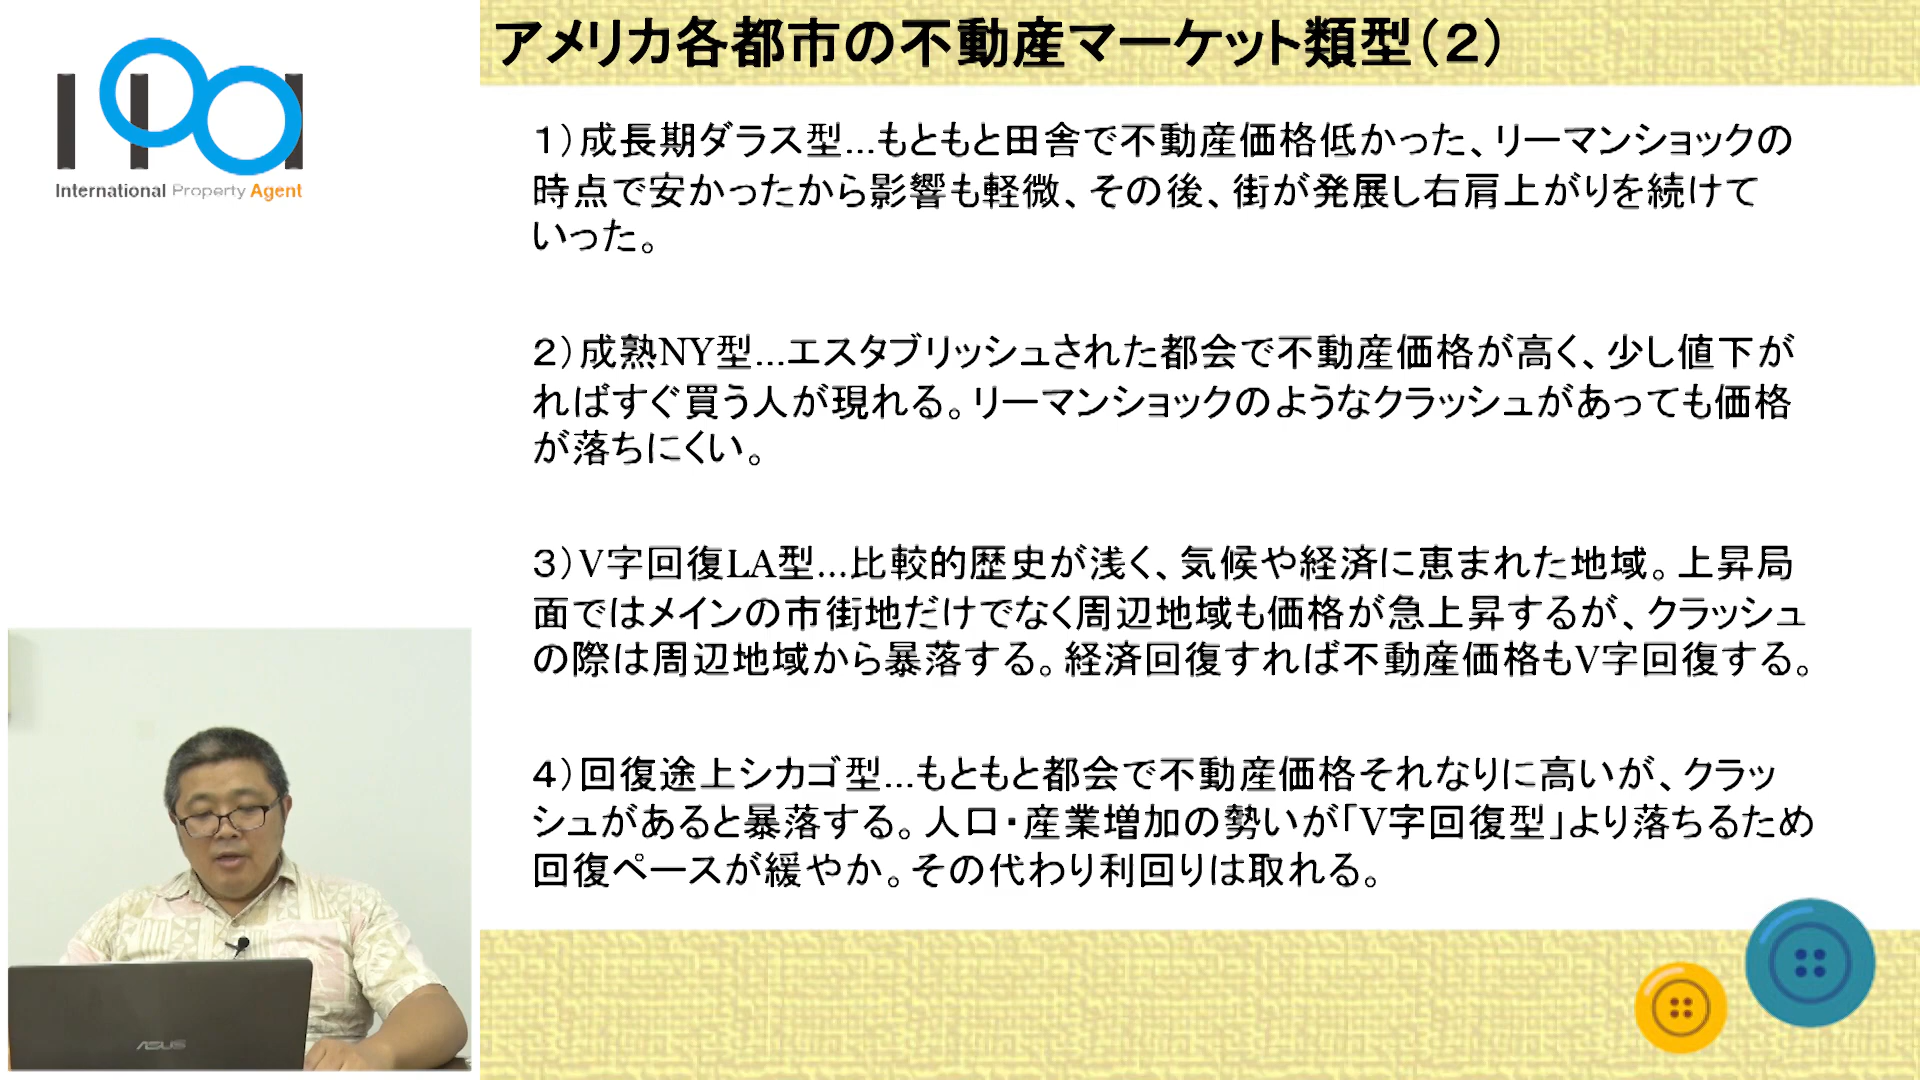 International Property Agent
アメリカ各都市の不動産マーケット類型（２）
１）成長期ダラス型…もともと田舎で不動産価格低かった、リーマンショックの
時点で安かったから影響も軽微、その後、街が発展し右肩上がりを続けて
いった。
２）成熟NY型…エスタブリッシュされた都会で不動産価格が高く、少し値下が
ればすぐ買う人が現れる。リーマンショックのようなクラッシュがあっても価格
が落ちにくい。
３）V字回復LA型…比較的歴史が浅く、気候や経済に恵まれた地域。上昇局
面ではメインの市街地だけでなく周辺地域も価格が急上昇するが、クラッシュ
の際は周辺地域から暴落する。経済回復すれば不動産価格もV字回復する。
４）回復途上シカゴ型…もともと都会で不動産価格それなりに高いが、クラッ
シュがあると暴落する。人口・産業増加の勢いが「V字回復型」より落ちるため
回復ペースが緩やか。その代わり利回りは取れる。
ASUS